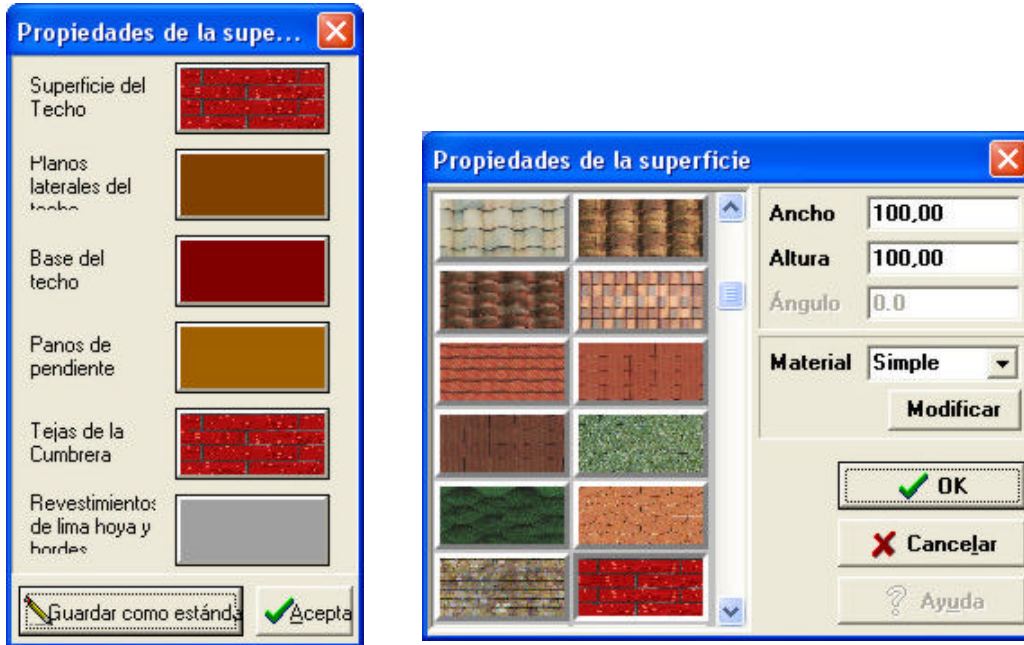 Propiedades de la supe...
Superficie del
Techo
Planos
laterales del
techo
Base del
techo
Panos de
pendiente
Tejas de la
Cumbrera
Revestimientos
de lima hoya y
bordes
Guardar como estánda
Acepta
Propiedades de la superficie
Ancho 100,00
Altura 100,00
Ángulo 0.0
Material Simple
Modificar
OK
Cancelar
Ayuda